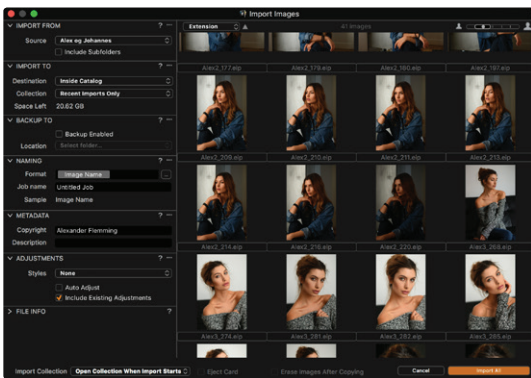 Import Images
IMPORT FROM ? ...
Source Alex eg Johannes
Include Subfolders
IMPORT TO ? ...
Destination Inside Catalog
Collection Recent Imports Only
Space Left 20.62 GB
BACKUP TO ? ...
Backup Enabled
Location Select folder...
NAMING ? ...
Format Image Name ...
Job name Untitled Job
Sample Image Name
METADATA ? ...
Copyright Alexander Flemming
Description
ADJUSTMENTS ? ...
Styles None
Auto Adjust
Include Existing Adjustments
FILE INFO ?
Extension 47 Images
Alex2_177.eip Alex2_179.eip Alex2_190.eip Alex2_197.eip
Alex2_209.eip Alex2_210.eip Alex2_211.eip Alex2_213.eip
Alex2_214.eip Alex2_216.eip Alex2_220.eip Alex3_268.eip
Alex3_274.eip Alex3_281.eip Alex3_282.eip Alex3_285.eip
Import Collection Open Collection When Import Starts Eject Card Erase Images After Copying Cancel Import All